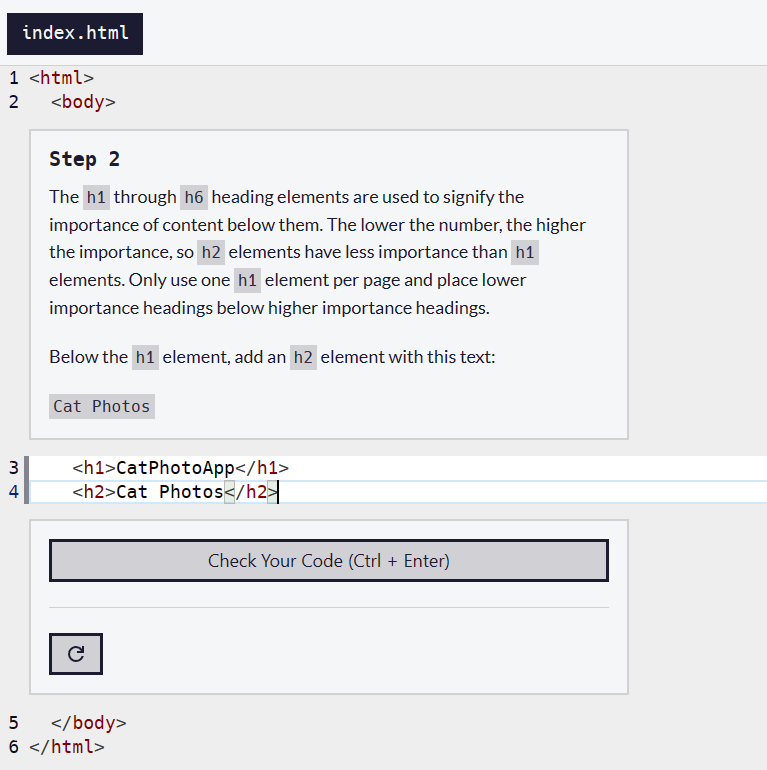 index.html
1 <html>
2   <body>
Step 2
The h1 through h6 heading elements are used to signify the
importance of content below them. The lower the number, the higher
the importance, so h2 elements have less importance than h1
elements. Only use one h1 element per page and place lower
importance headings below higher importance headings.
Below the h1 element, add an h2 element with this text:
Cat Photos
3     <h1>CatPhotoApp</h1>
4     <h2>Cat Photos</h2>
Check Your Code (Ctrl + Enter)
5   </body>
6 </html>